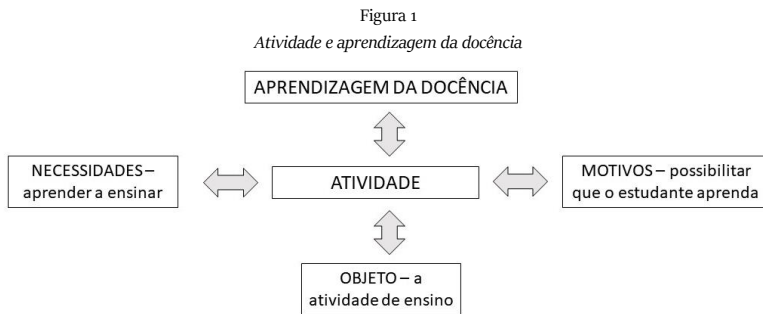 Figura 1
Atividade e aprendizagem da docência
APRENDIZAGEM DA DOCÊNCIA
NECESSIDADES –
aprender a ensinar
ATIVIDADE
MOTIVOS – possibilitar
que o estudante aprenda
OBJETO – a
atividade de ensino